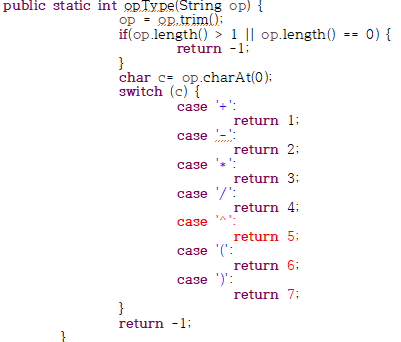 public static int opType(String op) {
op = op.trim();
if(op.length() > 1 || op.length() == 0) {
return -1;
}
char c= op.charAt(0);
switch (c) {
case '+':
return 1;
case '-':
return 2;
case '*':
return 3;
case '/':
return 4;
case '^':
return 5;
case '(':
return 6;
case ')':
return 7;
}
return -1;
}